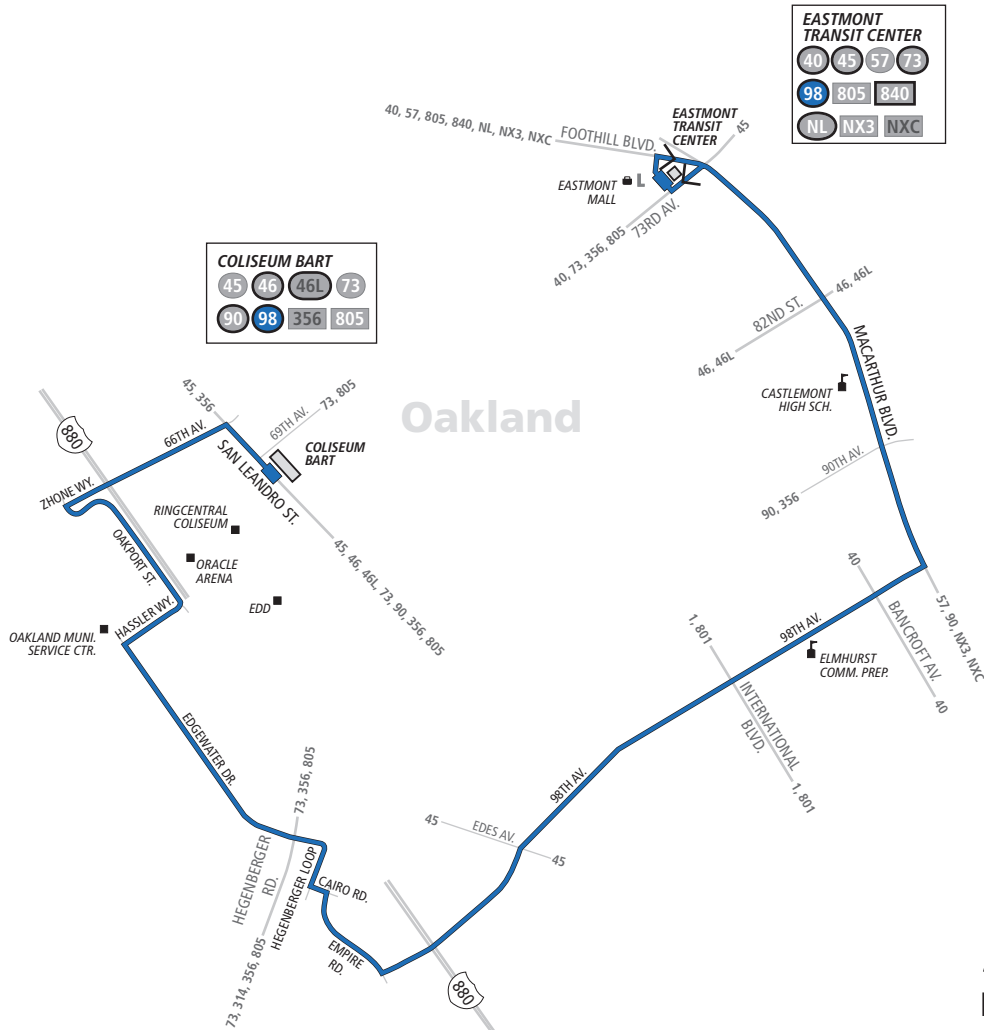 EASTMONT
TRANSIT CENTER
40 45 57 73
98 805 840
NL NX3 NXC
40, 57, 805, 840, NL, NX3, NXC
FOOTHILL BLVD.
EASTMONT
TRANSIT
CENTER
45
EASTMONT
MALL
40, 73, 356, 805
73RD AV.
COLISEUM BART
45 46 46L 73
90 98 356 805
46, 46L
82ND ST.
46, 46L
MACARTHUR BLVD.
CASTLEMONT
HIGH SCH.
Oakland
45, 356
73, 805
69TH AV.
880
66TH AV.
COLISEUM
BART
SAN LEANDRO ST.
90TH AV.
90, 356
ZHONE WY.
RINGCENTRAL
COLISEUM
OAKPORT ST.
ORACLE
ARENA
45, 46, 46L, 73, 90, 356, 805
EDD
HASSLER WY.
OAKLAND MUNI.
SERVICE CTR.
40
57, 90, NX3, NXC
98TH AV.
BANCROFT AV.
40
1, 801
ELMHURST
COMM. PREP.
INTERNATIONAL
BLVD.
1, 801
EDGEWATER DR.
73, 356, 805
98TH AV.
45
EDES AV.
45
HEGENBERGER
RD.
HEGENBERGER LOOP
CAIRO RD.
EMPIRE
RD.
73, 314, 356, 805
880